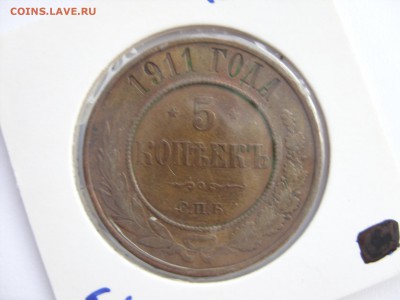 COINS.LAVE.RU
1911 ГОДА
* 5 *
КОПѢЕКЪ
С.П.Б.